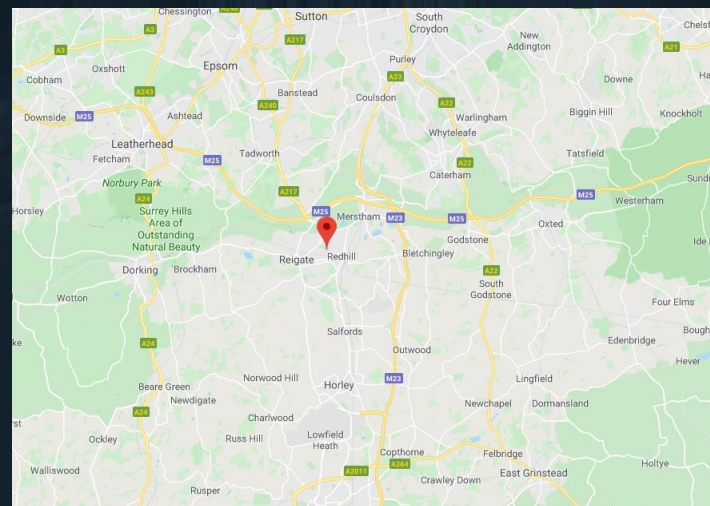 Chessington
Sutton
South
Croydon
A217
New
Addington
Chelsf
A3
A3
A21
Oxshott
Epsom
Purley
Cobham
A23
Downe
Ha
A243
Banstead
A240
Coulsdon
A22
Biggin Hill
Knockholt
Downside
M25
Ashtead
Warlingham
Whyteleafe
Leatherhead
Fetcham
M25
Tadworth
A22
Tatsfield
Norbury Park
A217
Caterham
Sund
A24
M25
Westerham
Horsley
Surrey Hills
Area of
Outstanding
Natural Beauty
M25
Merstham
M23
M25
Oxted
Godstone
Ide
Reigate
Redhill
Bletchingley
Dorking
Brockham
A22
South
Godstone
Wotton
Four Elms
Salfords
ke
A24
Outwood
Edenbridge
Bough
Hever
Beare Green
Norwood Hill
Horley
M23
Lingfield
Newdigate
Newchapel
Dormansland
A24
Charlwood
rst
Ockley
Russ Hill
Lowfield
Heath
Copthorne
Felbridge
Walliswood
A2011
A264
Crawley Down
East Grinstead
Holtye
Rusper